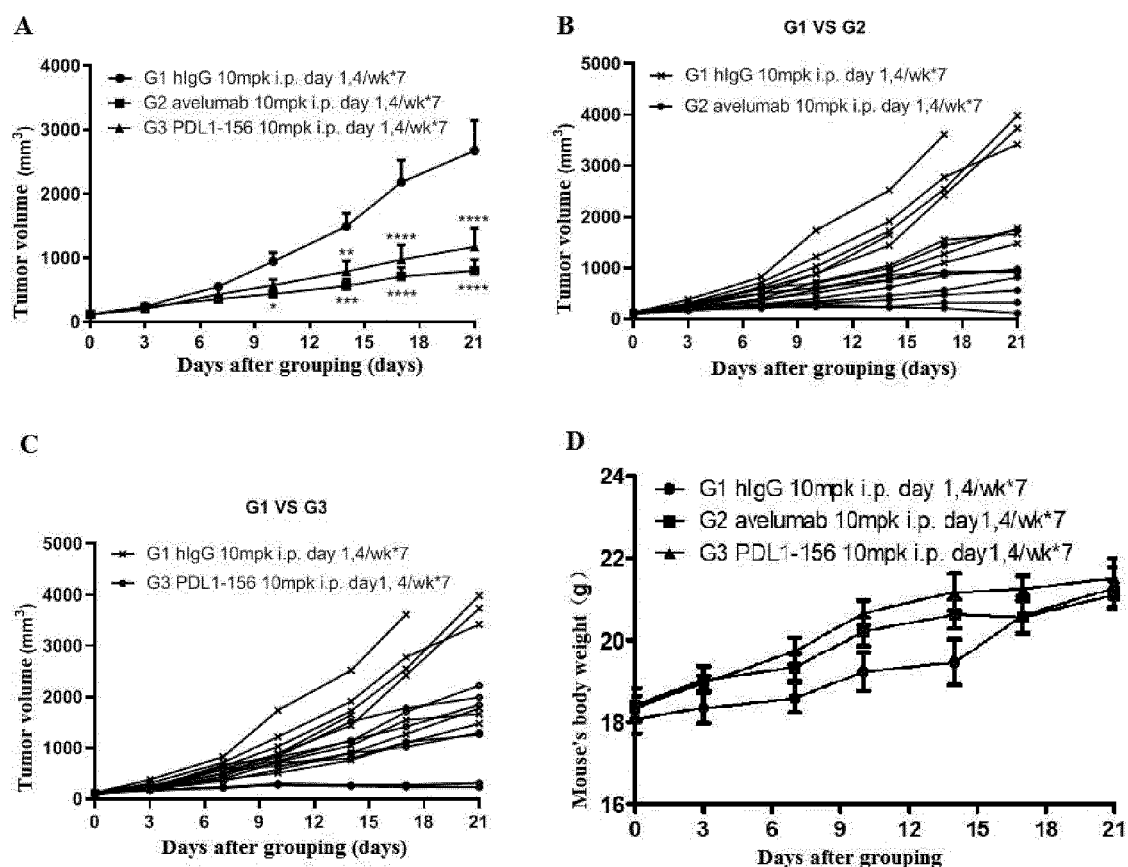 A
G1 hIgG 10mpk i.p. day 1,4/wk*7
G2 avelumab 10mpk i.p. day 1,4/wk*7
G3 PDL1-156 10mpk i.p. day 1,4/wk*7
4000
3000
2000
1000
0
Tumor volume (mm³)
****
****
**
*
***
****
****
0 3 6 9 12 15 18 21
Days after grouping (days)
B
G1 VS G2
G1 hIgG 10mpk i.p. day 1,4/wk*7
G2 avelumab 10mpk i.p. day 1,4/wk*7
5000
4000
3000
2000
1000
0
Tumor volume (mm³)
0 3 6 9 12 15 18 21
Days after grouping (days)
C
G1 VS G3
G1 hIgG 10mpk i.p. day 1,4/wk*7
G3 PDL1-156 10mpk i.p. day1, 4/wk*7
5000
4000
3000
2000
1000
0
Tumor volume (mm³)
0 3 6 9 12 15 18 21
Days after grouping (days)
D
G1 hIgG 10mpk i.p. day 1,4/wk*7
G2 avelumab 10mpk i.p. day1,4/wk*7
G3 PDL1-156 10mpk i.p. day1,4/wk*7
24
22
20
18
16
Mouse's body weight（g）
0 3 6 9 12 15 18 21
Days after grouping